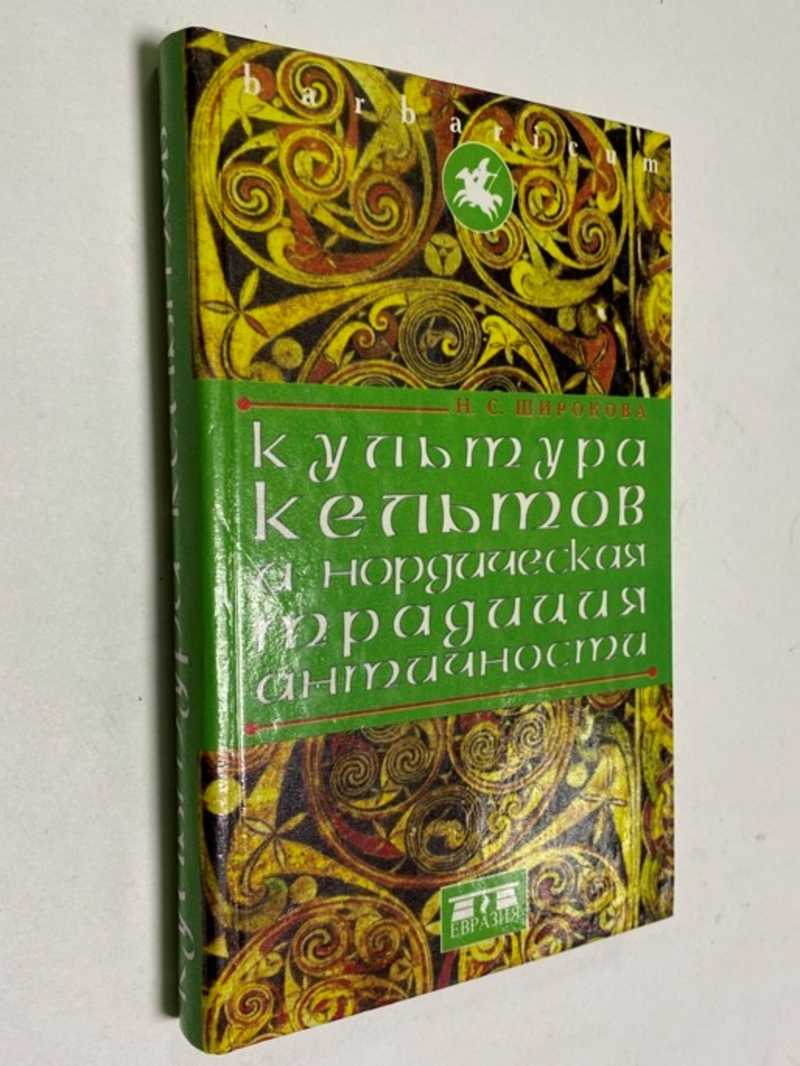 barbaricum
Н. С. ШИРОКОВА
культура
кельтов
и нордическая
традиция
античности
ЕВРАЗИЯ